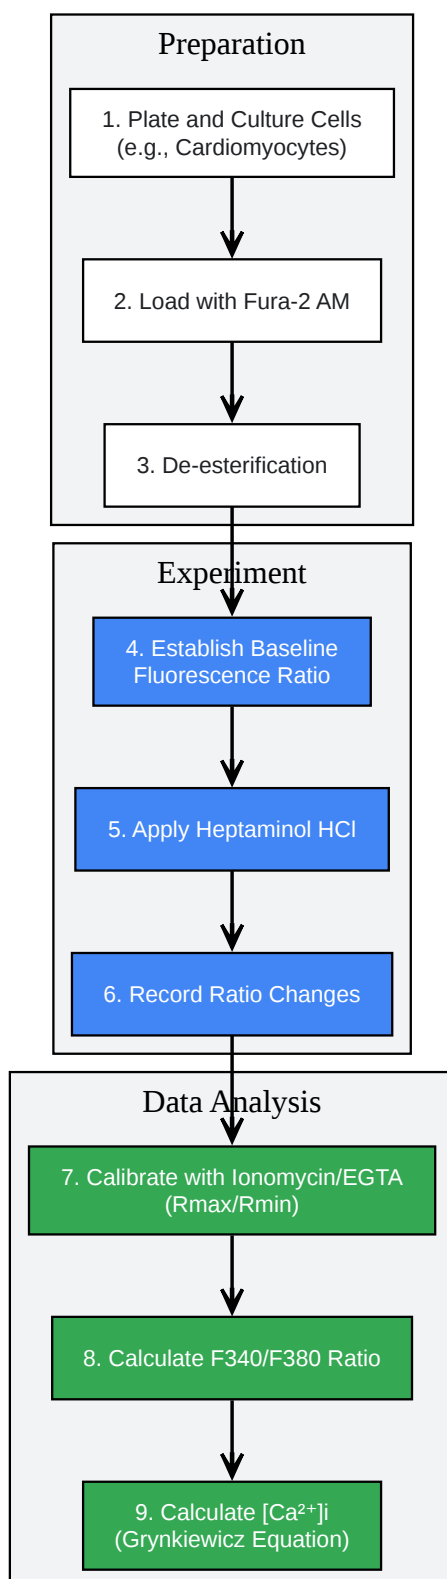 Preparation
1. Plate and Culture Cells
(e.g., Cardiomyocytes)
2. Load with Fura-2 AM
3. De-esterification
Experiment
4. Establish Baseline
Fluorescence Ratio
5. Apply Heptaminol HCl
6. Record Ratio Changes
Data Analysis
7. Calibrate with Ionomycin/EGTA
(Rmax/Rmin)
8. Calculate F340/F380 Ratio
9. Calculate [Ca²⁺]i
(Grynkiewicz Equation)